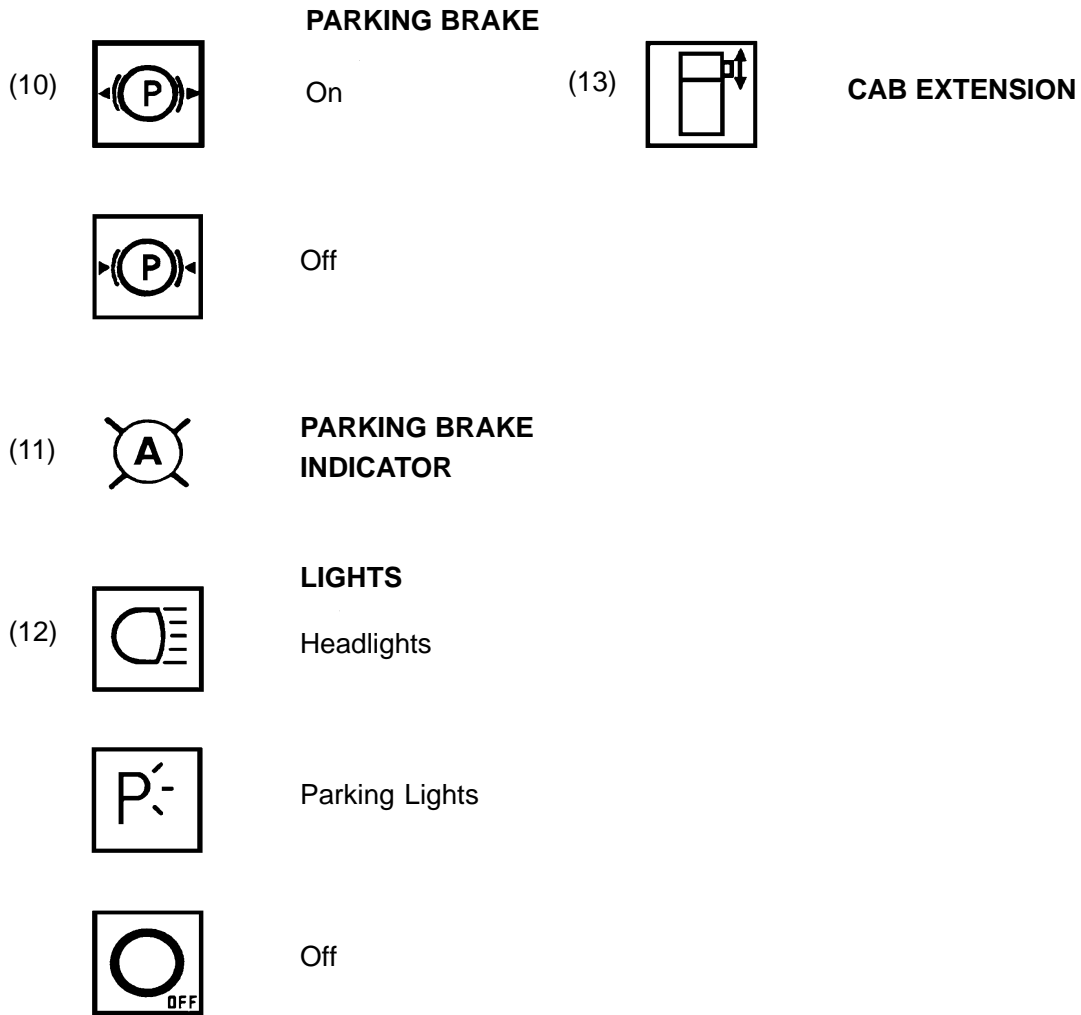 PARKING BRAKE
(10)
P
On
P
Off
(11)
A
PARKING BRAKE
INDICATOR
LIGHTS
(12)
Headlights
P
Parking Lights
OFF
Off
(13)
CAB EXTENSION